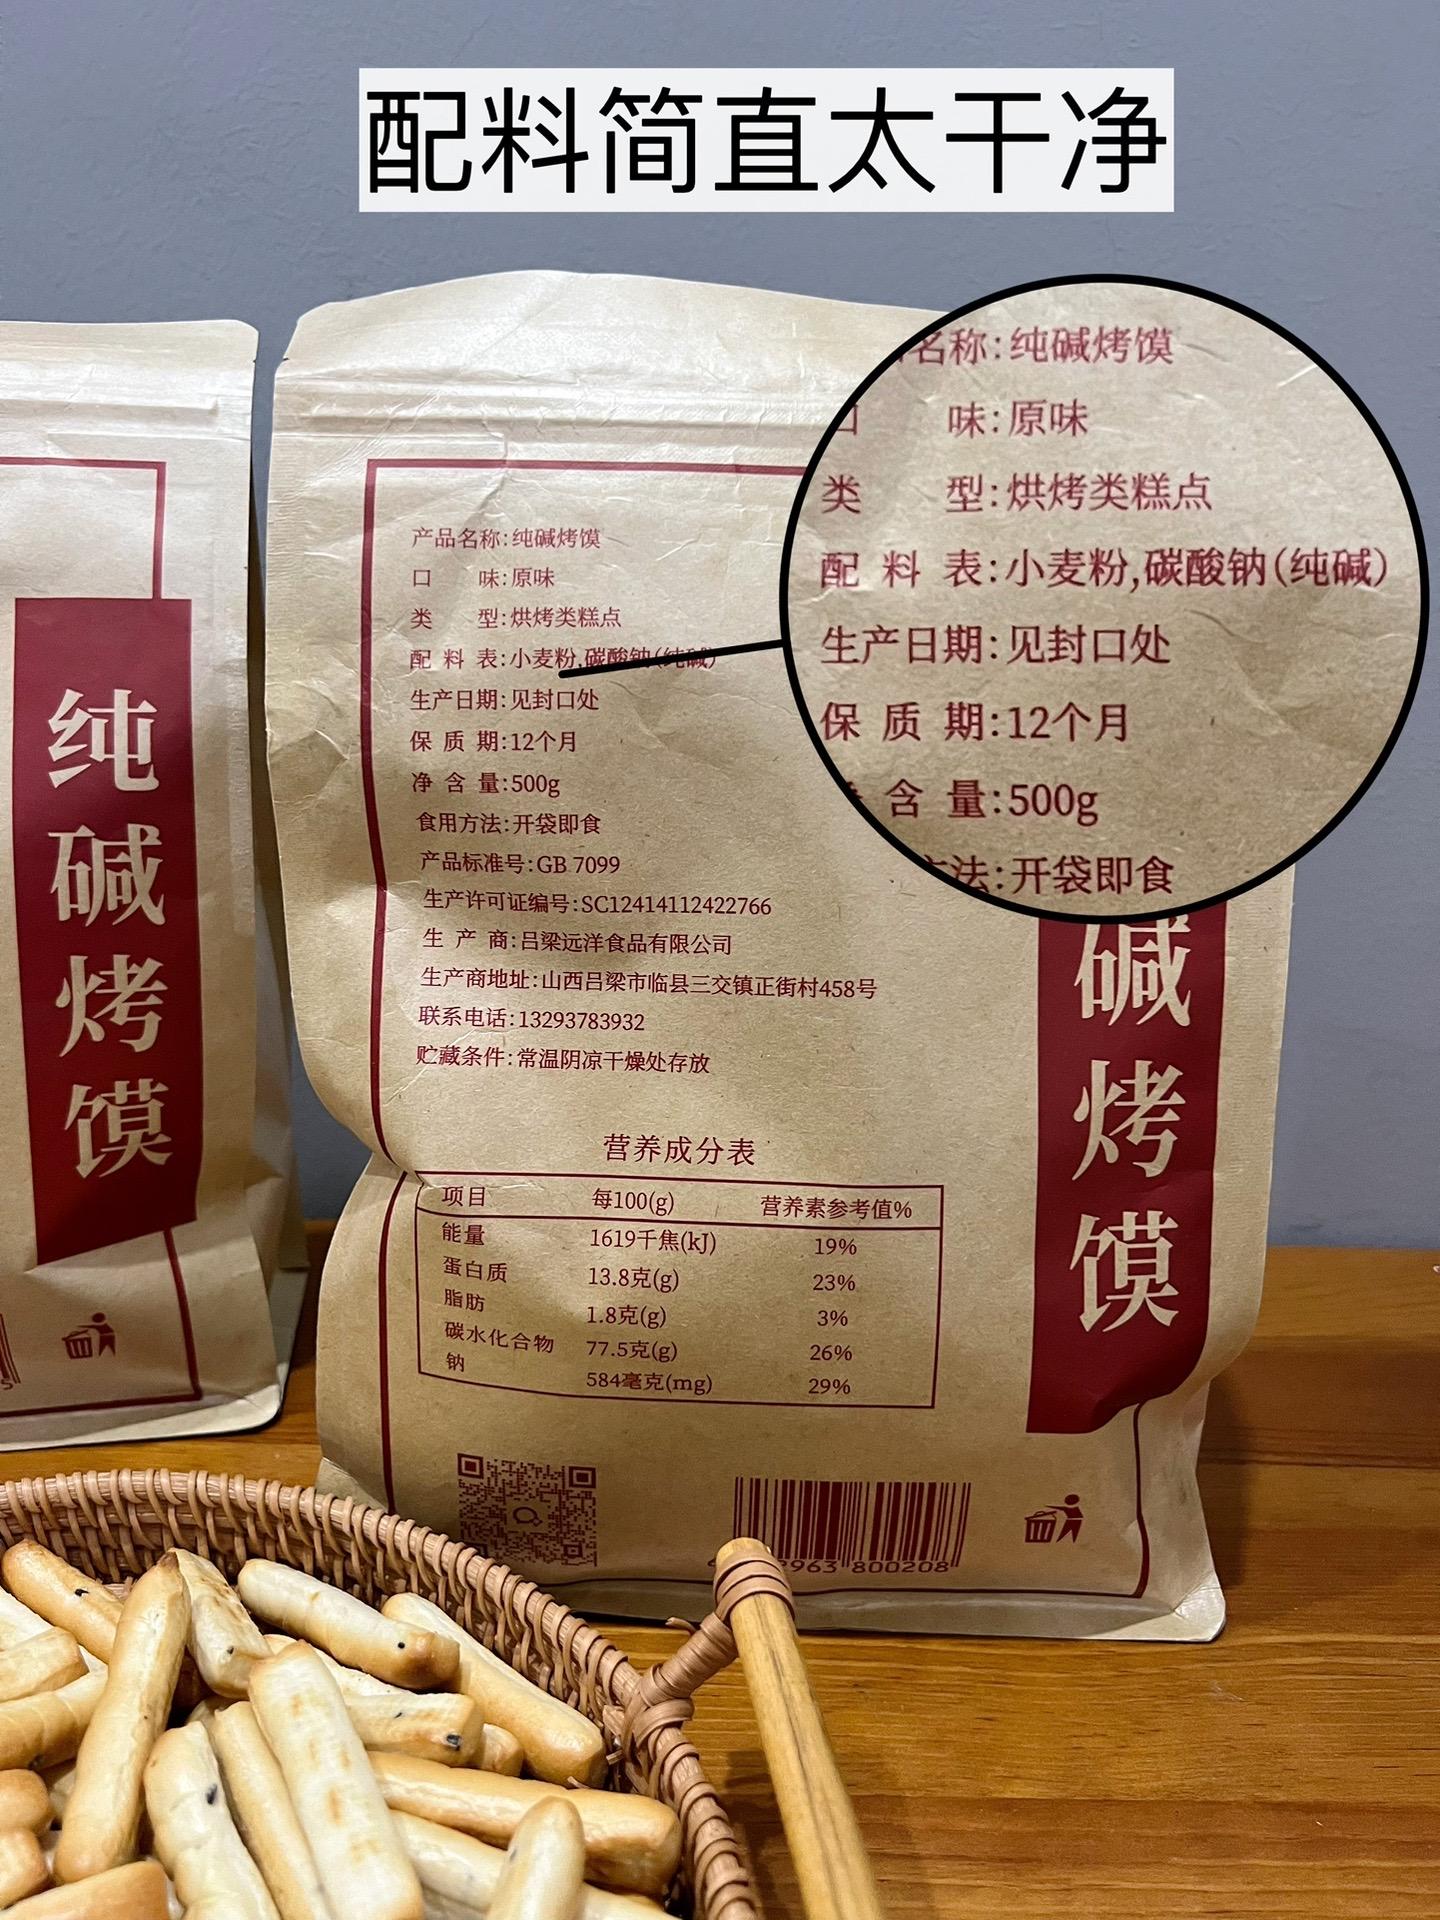 配料简直太干净
纯碱烤馍
产品名称:纯碱烤馍
口 味:原味
类 型:烘烤类糕点
配 料 表:小麦粉,碳酸钠(纯碱)
生产日期:见封口处
保 质 期:12个月
净 含 量:500g
食用方法:开袋即食
产品标准号:GB 7099
生产许可证编号:SC12414112422766
生 产 商:吕梁远洋食品有限公司
生产商地址:山西吕梁市临县三交镇正街村458号
联系电话:13293783932
贮藏条件:常温阴凉干燥处存放
名称:纯碱烤馍
口 味:原味
类 型:烘烤类糕点
配 料 表:小麦粉,碳酸钠(纯碱)
生产日期:见封口处
保 质 期:12个月
含 量:500g
方法:开袋即食
碱烤馍馍
营养成分表
项目 每100(g) 营养素参考值%
能量 1619千焦(kJ) 19%
蛋白质 13.8克(g) 23%
脂肪 1.8克(g) 3%
碳水化合物 77.5克(g) 26%
钠 584毫克(mg) 29%
5
963 800208